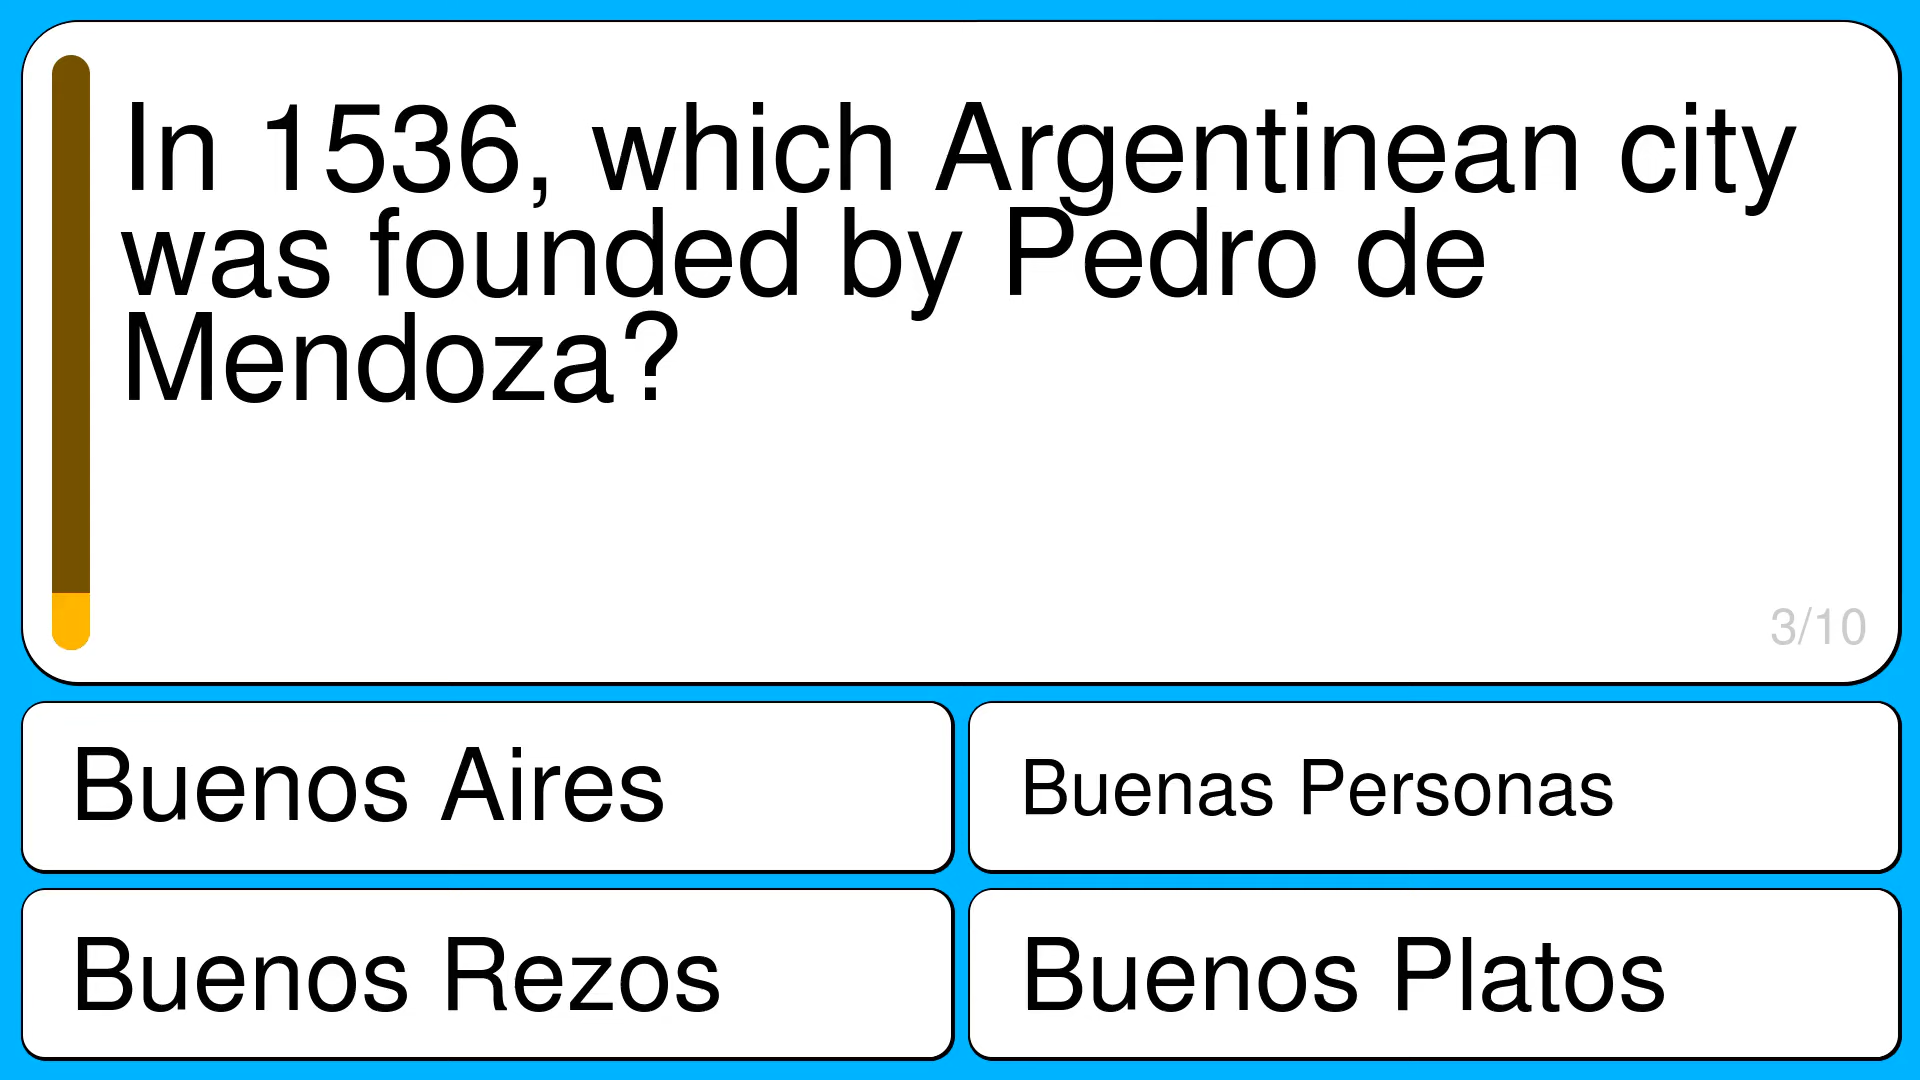 In 1536, which Argentinean city
was founded by Pedro de
Mendoza?
3/10
Buenos Aires
Buenas Personas
Buenos Rezos
Buenos Platos